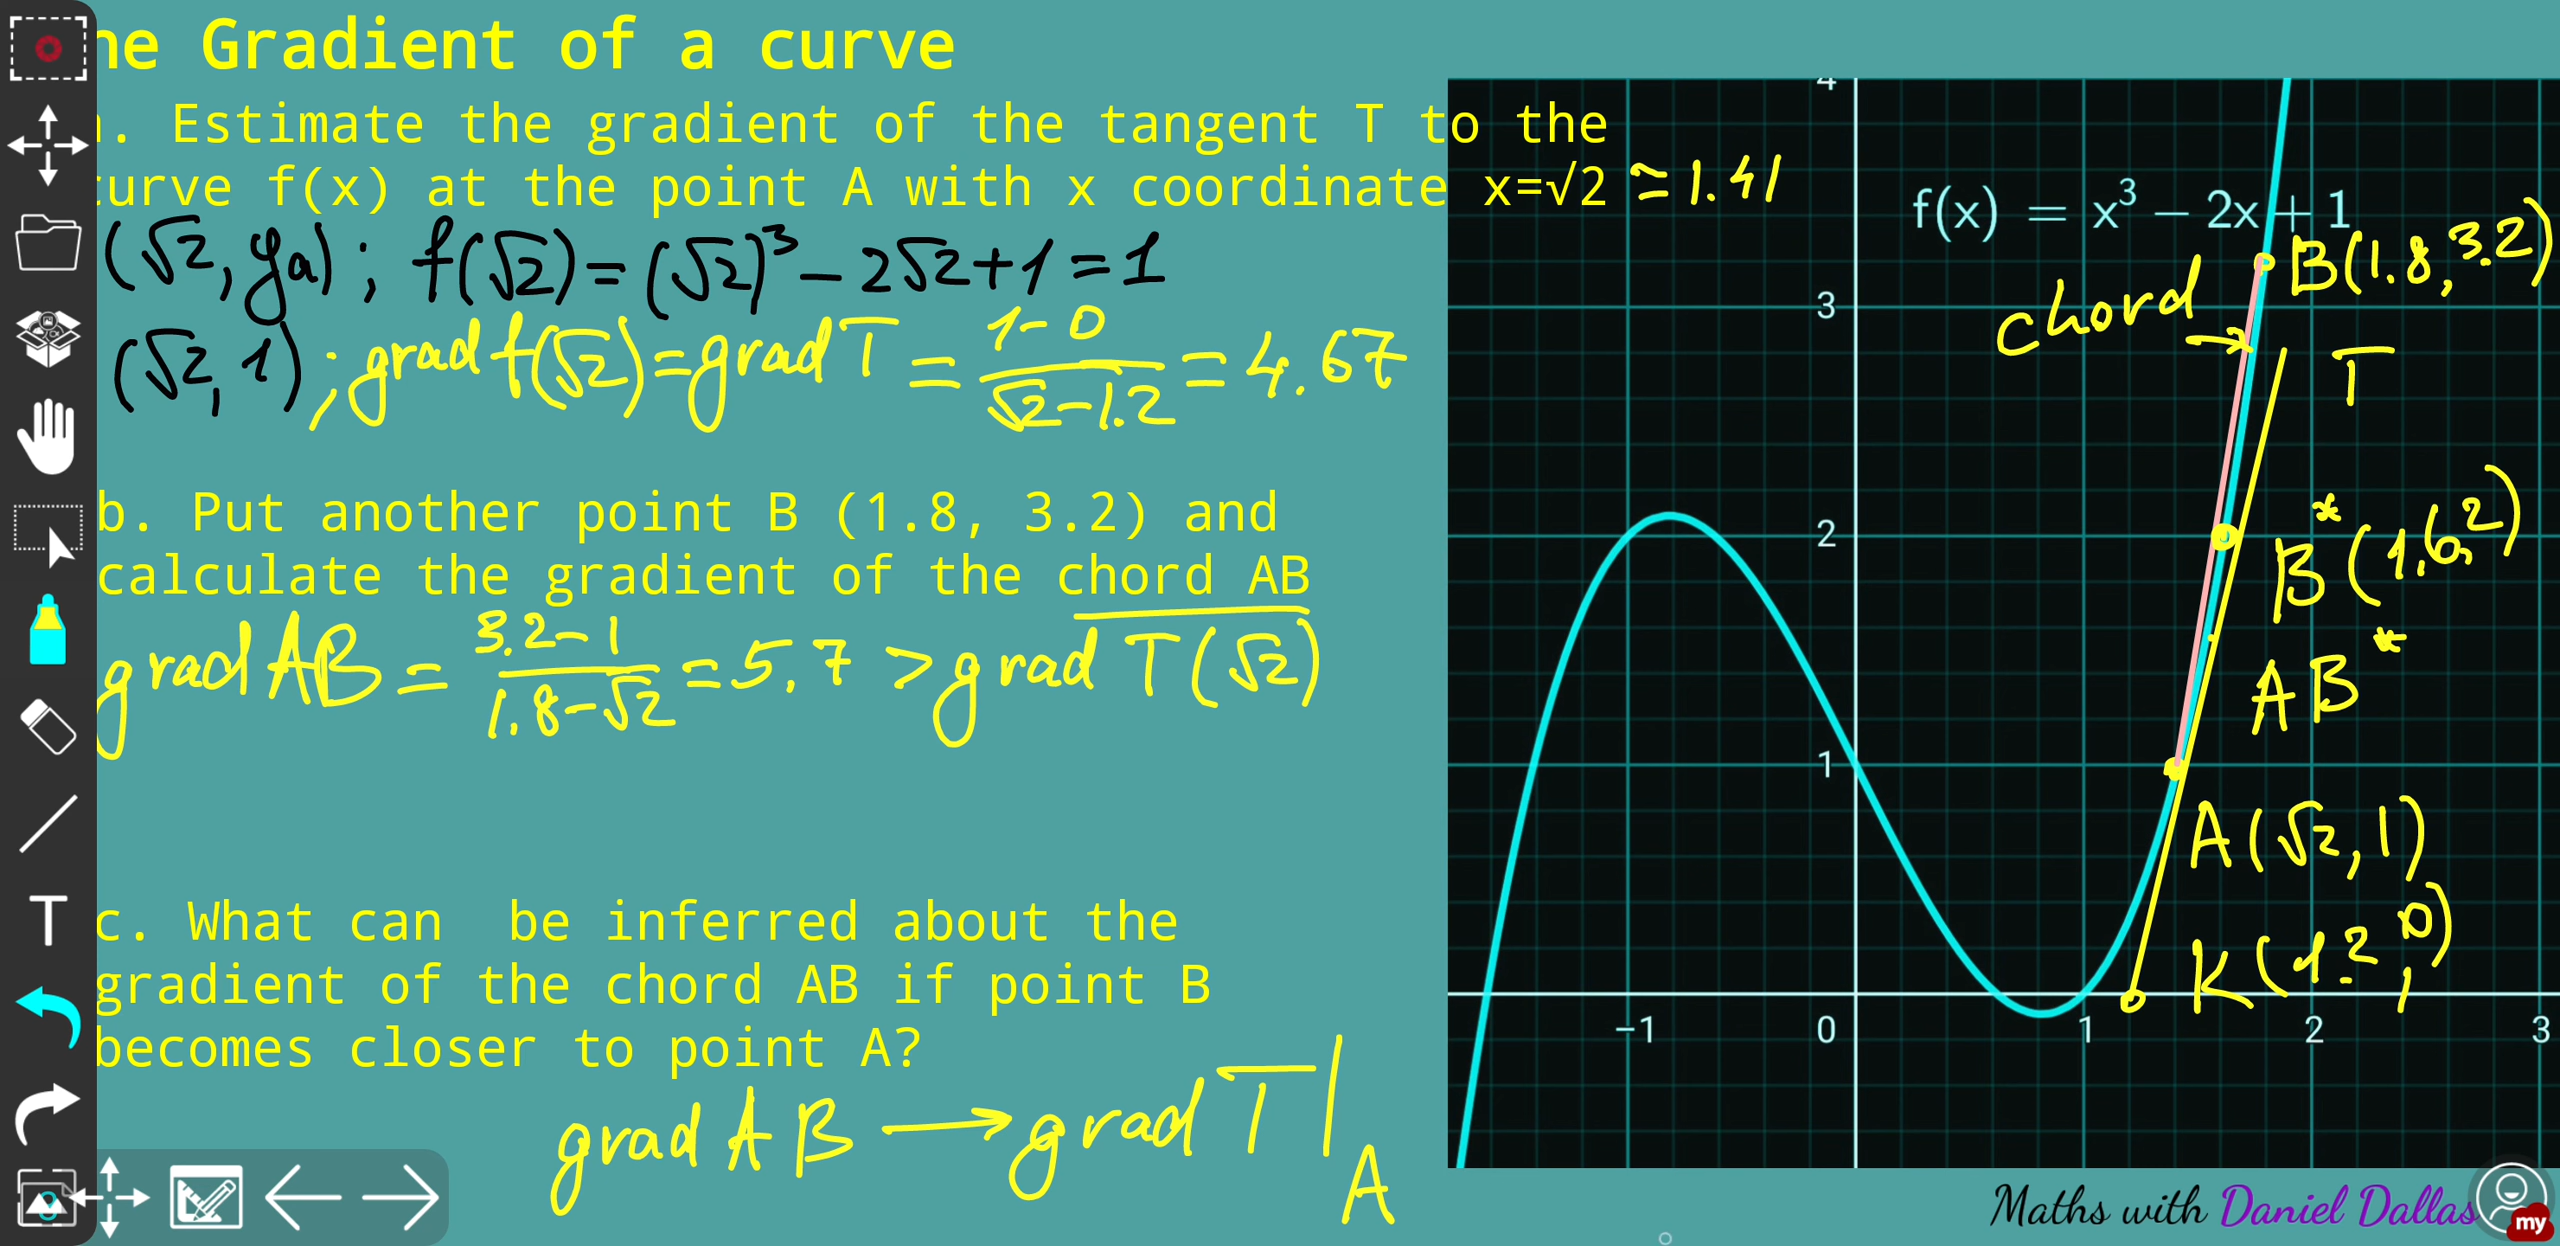 ne Gradient of a curve
. Estimate the gradient of the tangent T to the
curve f(x) at the point A with x coordinate x=√2 ≃ 1.41
(√2, ya); f(√2) = (√2)³ − 2√2 + 1 = 1
(√2, 1); grad f(√2) = grad T = (1 − 0)/(√2 − 1.2) = 4.67
b. Put another point B (1.8, 3.2) and
calculate the gradient of the chord AB
grad AB = (3.2 − 1)/(1.8 − √2) = 5,7 > grad T(√2)
c. What can be inferred about the
gradient of the chord AB if point B
becomes closer to point A?
grad AB → grad T|A
f(x) = x³ − 2x + 1
B(1.8, 3.2)
chord
T
B*(1,6, 2)
AB*
A(√2, 1)
K(1.2, 0)
4
3
2
1
−1 0 1 2 3
T
Maths with Daniel Dallas
my